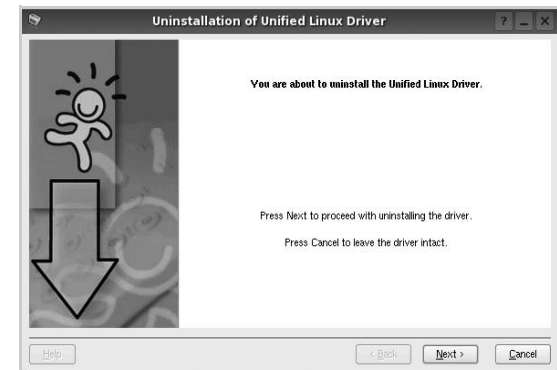 Uninstallation of Unified Linux Driver
You are about to uninstall the Unified Linux Driver.
Press Next to proceed with uninstalling the driver.
Press Cancel to leave the driver intact.
Help
< Back
Next >
Cancel